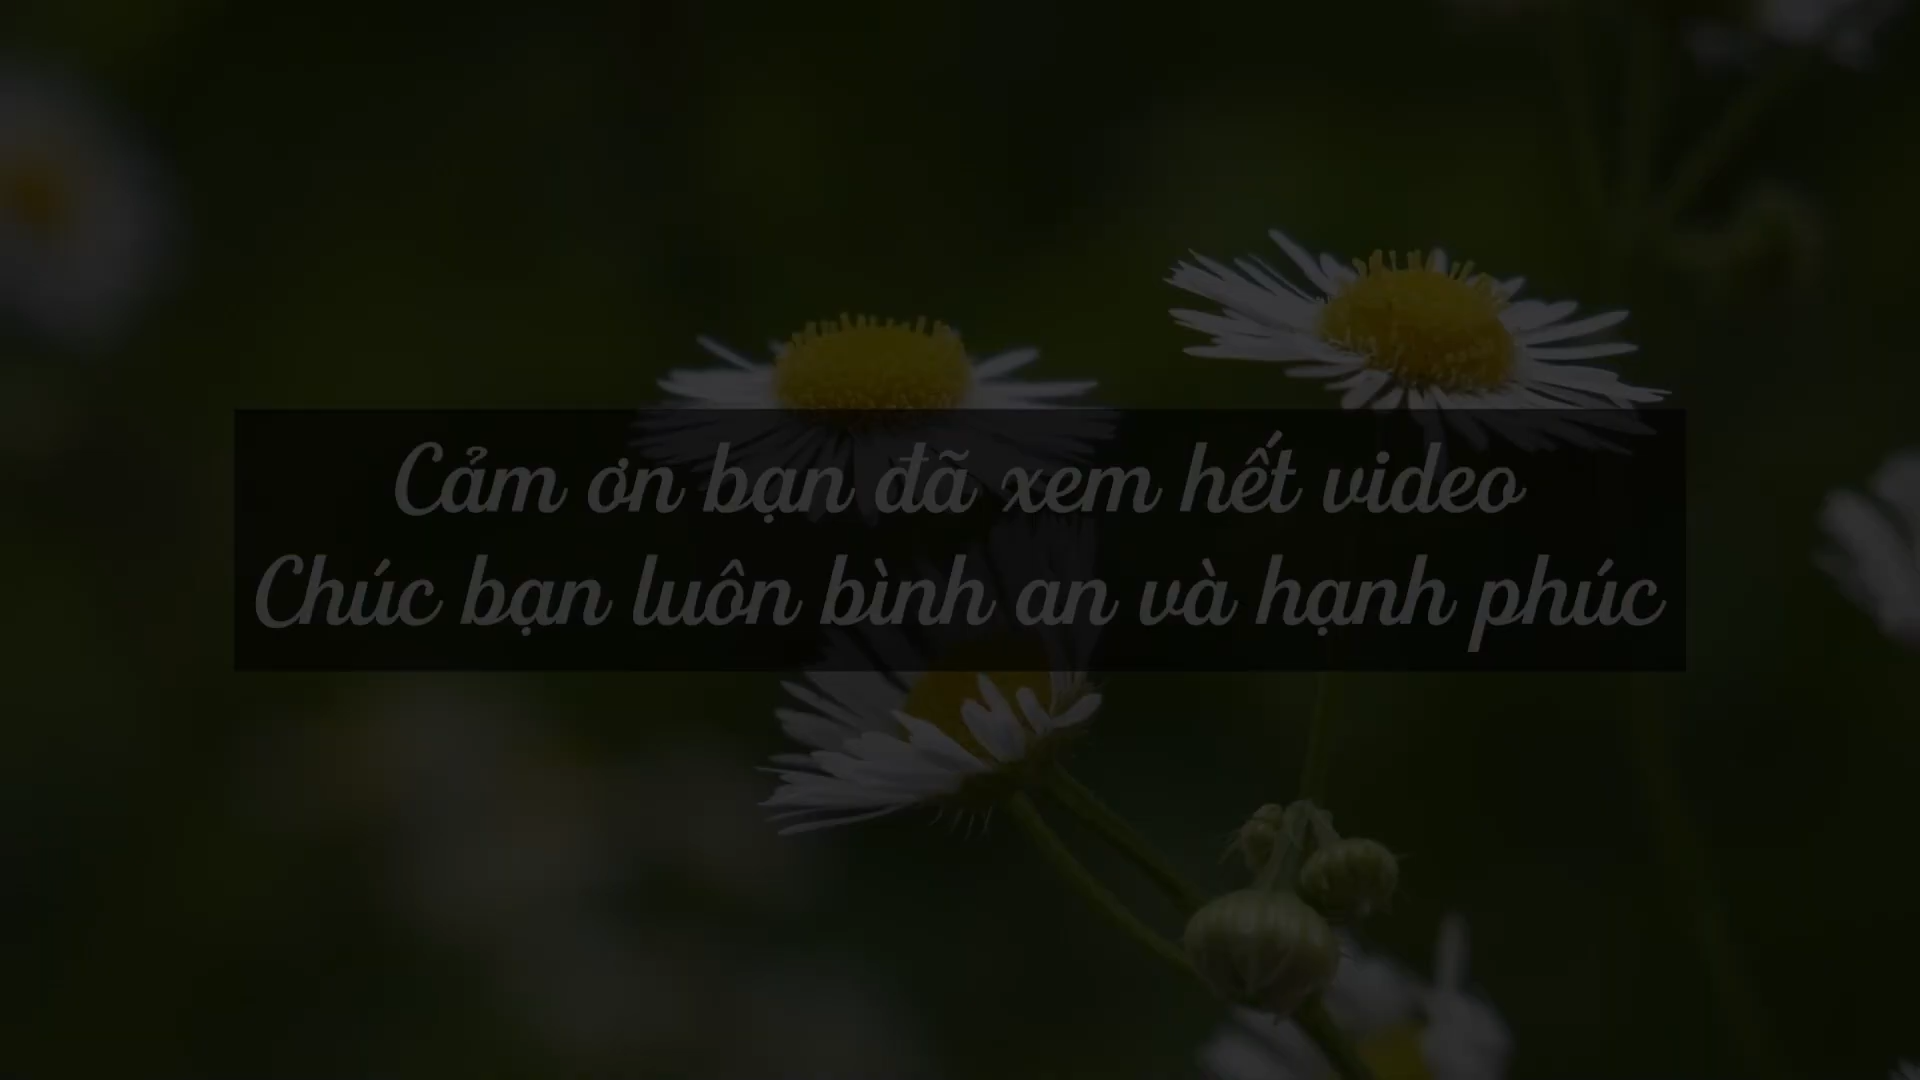 Cảm ơn bạn đã xem hết video
Chúc bạn luôn bình an và hạnh phúc